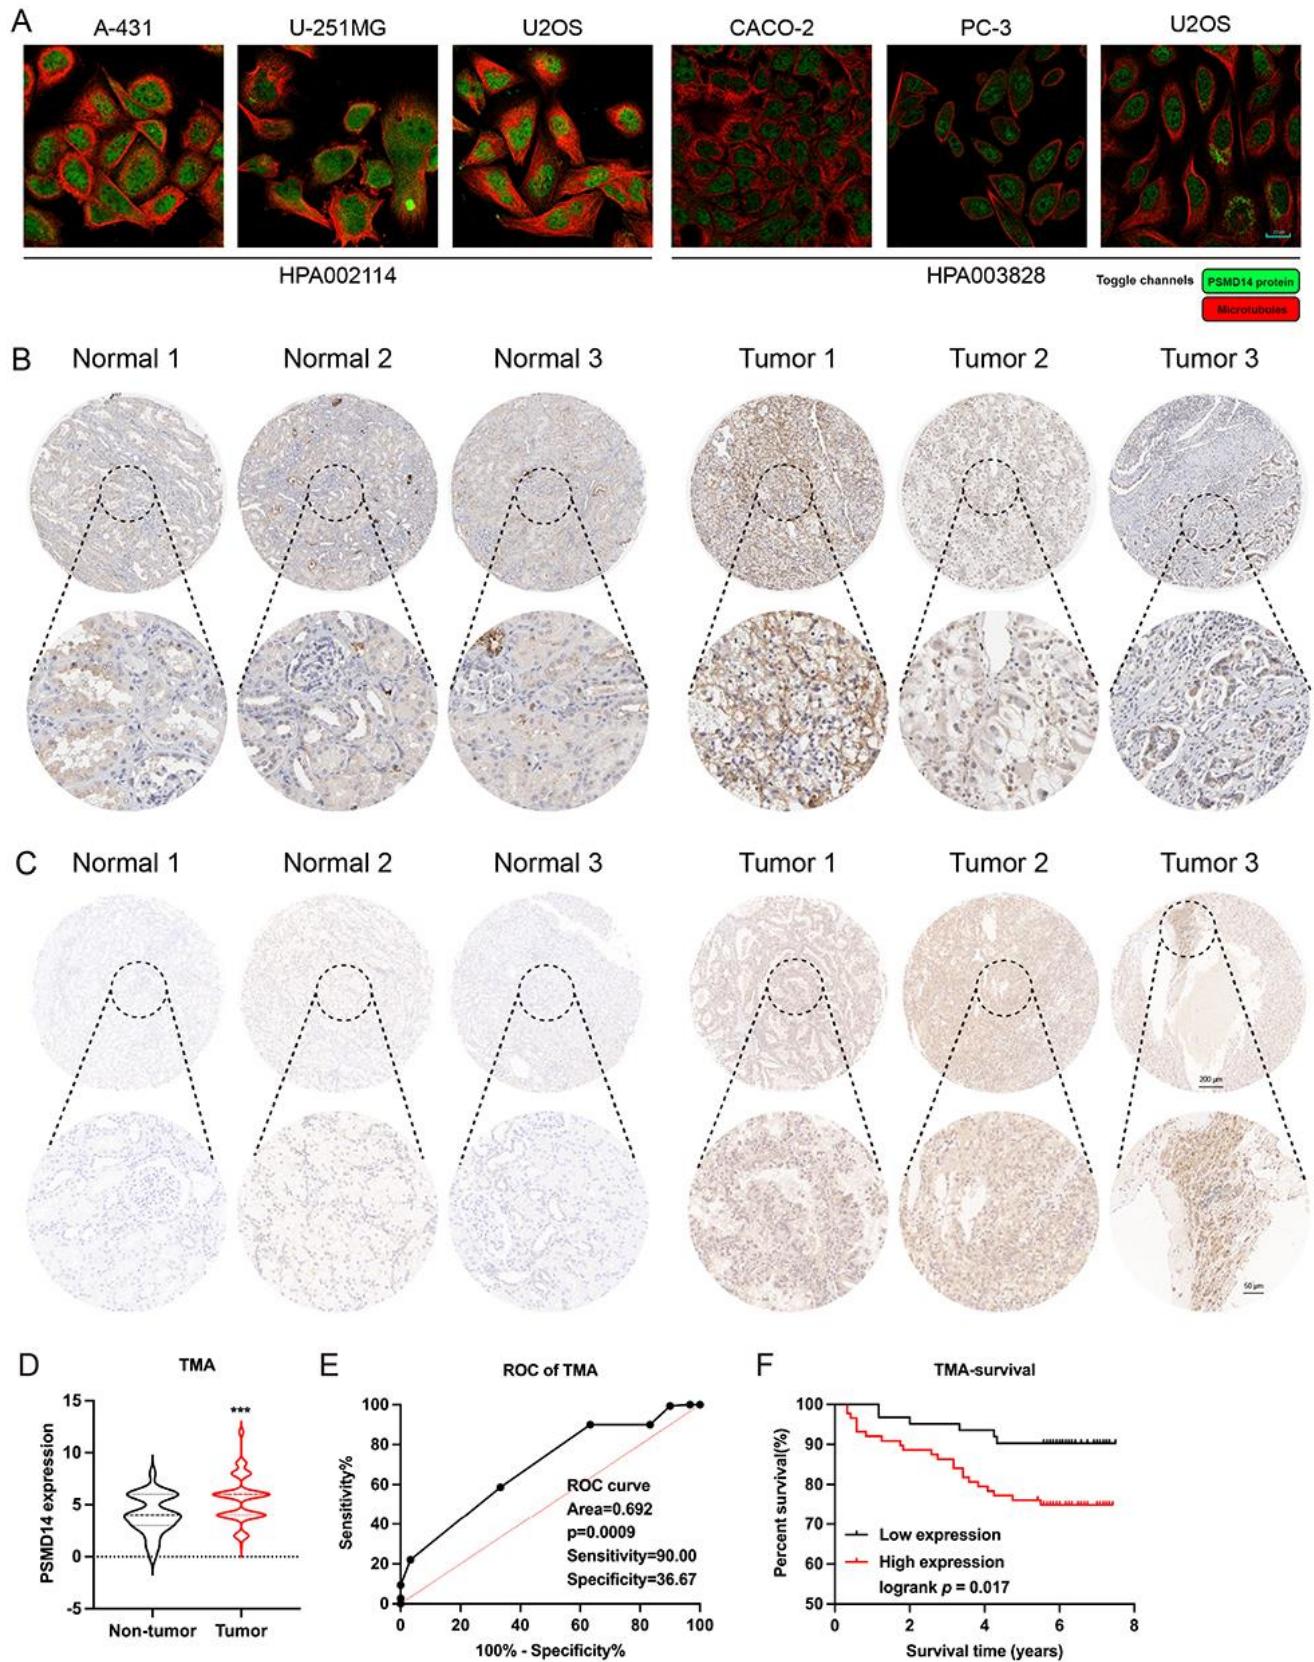 A
A-431 U-251MG U2OS CACO-2 PC-3 U2OS
HPA002114 HPA003828
Toggle channels PSMD14 protein
Microtubules
B
Normal 1 Normal 2 Normal 3 Tumor 1 Tumor 2 Tumor 3
C
Normal 1 Normal 2 Normal 3 Tumor 1 Tumor 2 Tumor 3
200 μm
50 μm
D
TMA
PSMD14 expression
15
10
5
0
-5
***
Non-tumor Tumor
E
ROC of TMA
Sensitivity%
100
80
60
40
20
0
ROC curve
Area=0.692
p=0.0009
Sensitivity=90.00
Specificity=36.67
0 20 40 60 80 100
100% - Specificity%
F
TMA-survival
Percent survival(%)
100
90
80
70
60
50
Low expression
High expression
logrank p = 0.017
0 2 4 6 8
Survival time (years)